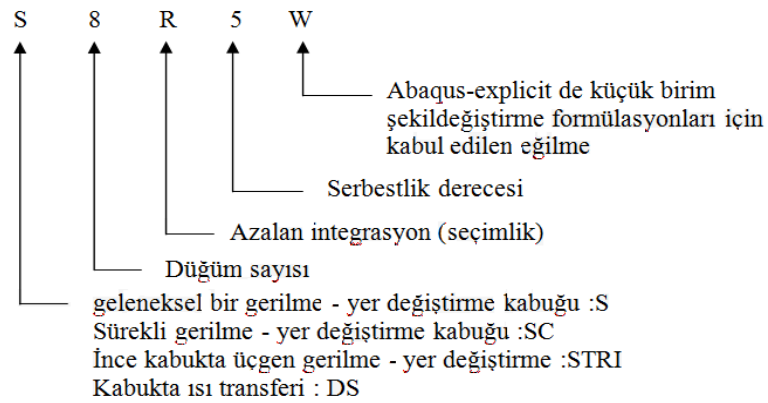 S 8 R 5 W
Abaqus-explicit de küçük birim
şekildeğiştirme formülasyonları için
kabul edilen eğilme
Serbestlik derecesi
Azalan integrasyon (seçimlik)
Düğüm sayısı
geleneksel bir gerilme - yer değiştirme kabuğu :S
Sürekli gerilme - yer değiştirme kabuğu :SC
İnce kabukta üçgen gerilme - yer değiştirme :STRI
Kabukta ısı transferi : DS